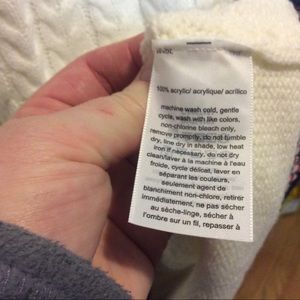 100% acrylic/ acrylique/ acrílico
machine wash cold, gentle
cycle, wash with like colors,
non-chlorine bleach only,
remove promptly, do not tumble
dry, line dry in shade, low heat
iron if necessary, do not dry
clean/laver à la machine à l'eau
froide, cycle délicat, laver en
séparant les couleurs,
seulement agent de
blanchiment non-chlore, retirer
immédiatement, ne pas sécher
au sèche-linge, sécher à
l'ombre sur un fil, repasser à